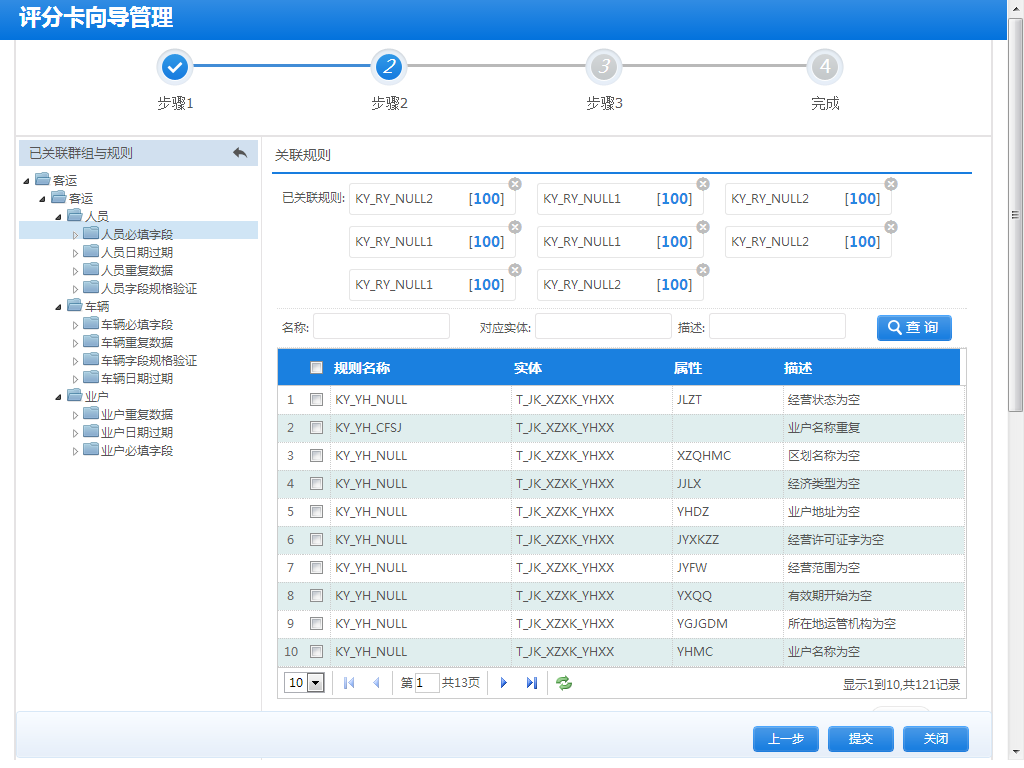 评分卡向导管理
2
3
4
步骤1
步骤2
步骤3
完成
已关联群组与规则
客运
客运
人员
人员必填字段
人员日期过期
人员重复数据
人员字段规格验证
车辆
车辆必填字段
车辆重复数据
车辆字段规格验证
车辆日期过期
业户
业户重复数据
业户日期过期
业户必填字段
关联规则
已关联规则: KY_RY_NULL2 [100] KY_RY_NULL1 [100] KY_RY_NULL2 [100]
KY_RY_NULL1 [100] KY_RY_NULL1 [100] KY_RY_NULL2 [100]
KY_RY_NULL1 [100] KY_RY_NULL2 [100]
名称: 对应实体: 描述: 查 询
规则名称 实体 属性 描述
1 KY_YH_NULL T_JK_XZXK_YHXX JLZT 经营状态为空
2 KY_YH_CFSJ T_JK_XZXK_YHXX 业户名称重复
3 KY_YH_NULL T_JK_XZXK_YHXX XZQHMC 区划名称为空
4 KY_YH_NULL T_JK_XZXK_YHXX JJLX 经济类型为空
5 KY_YH_NULL T_JK_XZXK_YHXX YHDZ 业户地址为空
6 KY_YH_NULL T_JK_XZXK_YHXX JYXKZZ 经营许可证字为空
7 KY_YH_NULL T_JK_XZXK_YHXX JYFW 经营范围为空
8 KY_YH_NULL T_JK_XZXK_YHXX YXQQ 有效期开始为空
9 KY_YH_NULL T_JK_XZXK_YHXX YGJGDM 所在地运管机构为空
10 KY_YH_NULL T_JK_XZXK_YHXX YHMC 业户名称为空
10 第 1 共13页 显示1到10,共121记录
上一步 提交 关闭